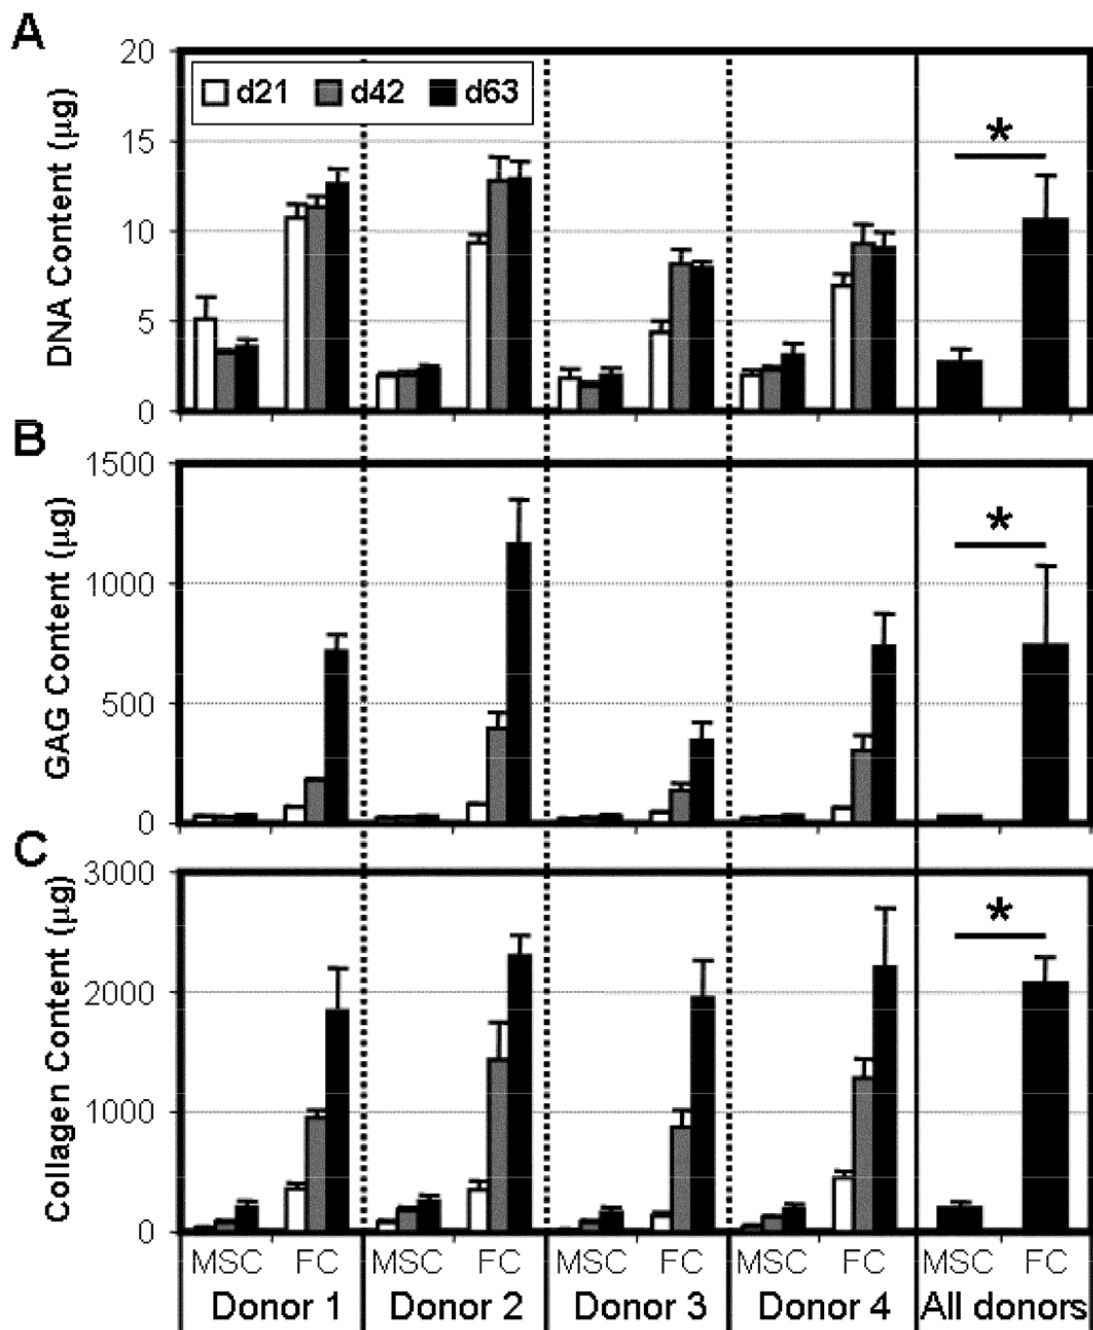 A
DNA Content (μg)
20
15
10
5
0
d21 d42 d63
*
B
GAG Content (μg)
1500
1000
500
0
*
C
Collagen Content (μg)
3000
2000
1000
0
*
MSC FC MSC FC MSC FC MSC FC MSC FC
Donor 1 Donor 2 Donor 3 Donor 4 All donors